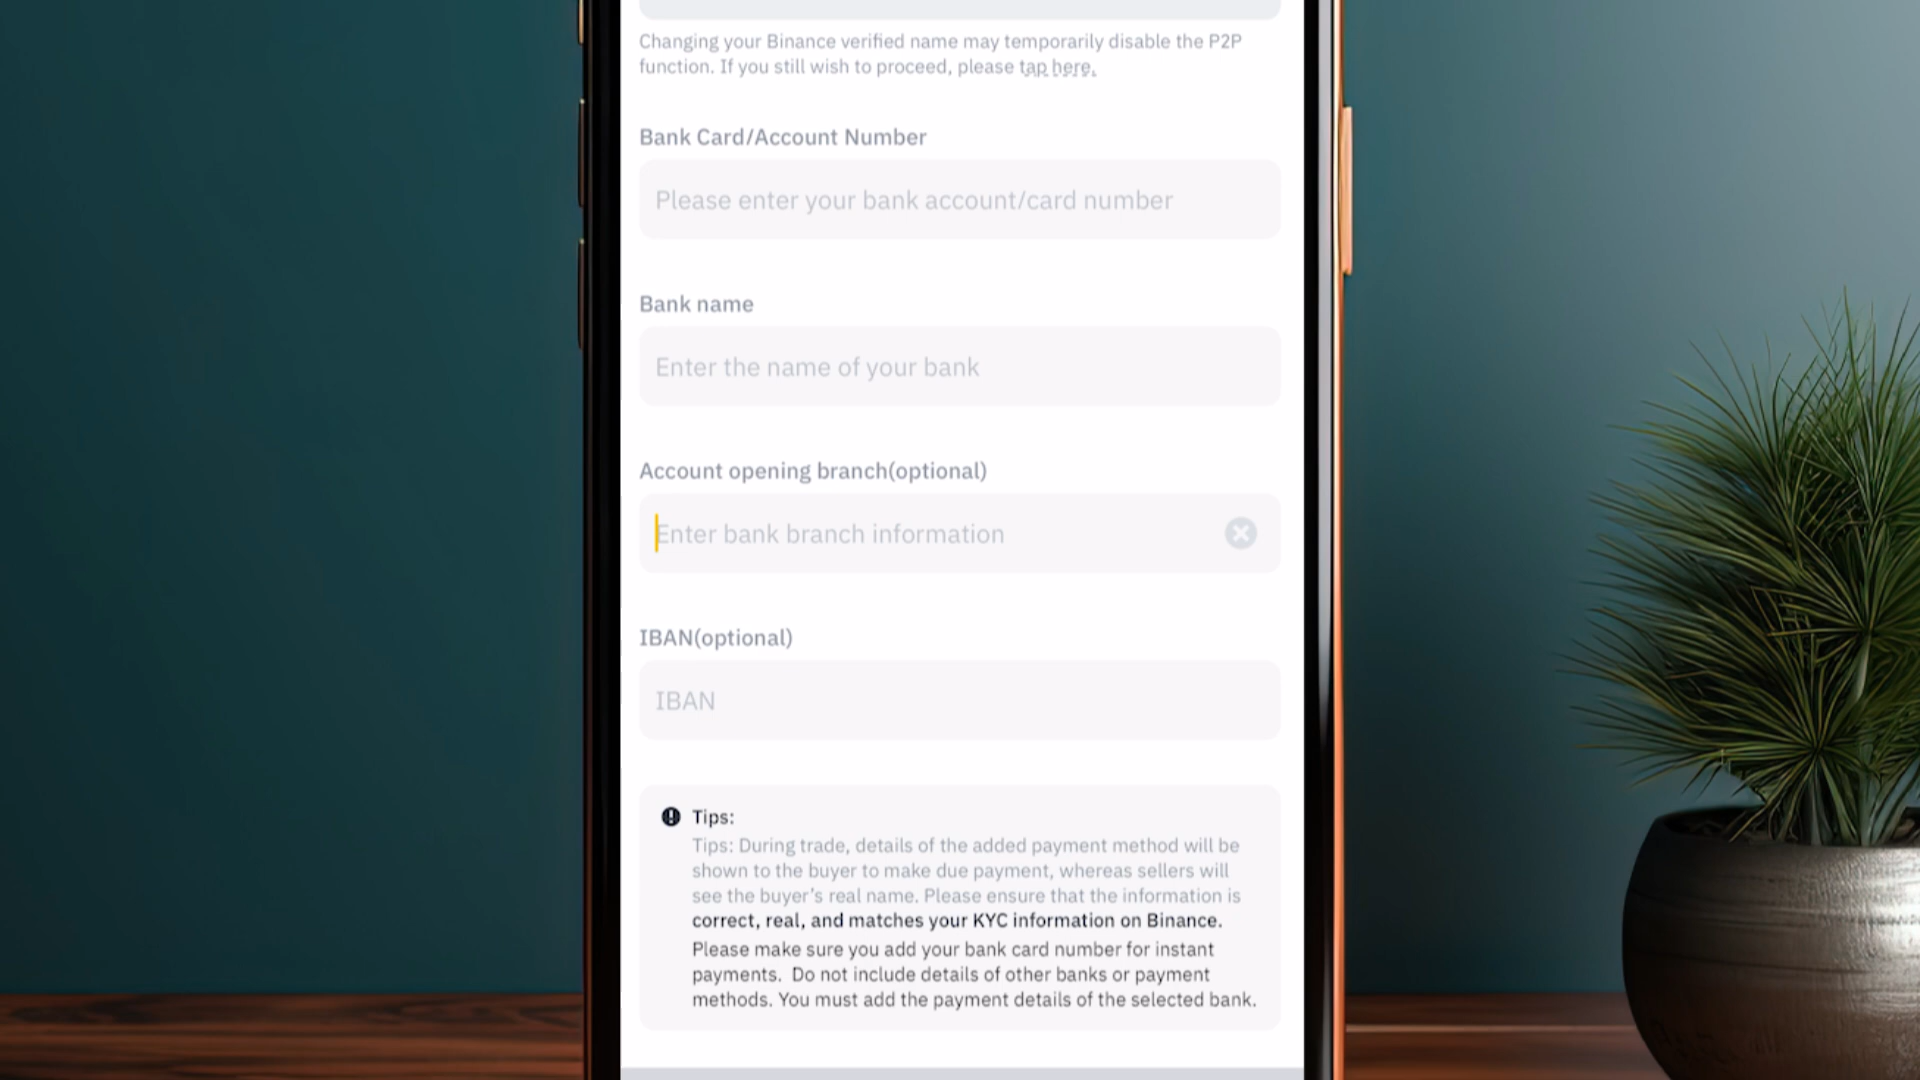 Changing your Binance verified name may temporarily disable the P2P
function. If you still wish to proceed, please tap here.
Bank Card/Account Number
Please enter your bank account/card number
Bank name
Enter the name of your bank
Account opening branch(optional)
Enter bank branch information
IBAN(optional)
IBAN
Tips:
Tips: During trade, details of the added payment method will be
shown to the buyer to make due payment, whereas sellers will
see the buyer's real name. Please ensure that the information is
correct, real, and matches your KYC information on Binance.
Please make sure you add your bank card number for instant
payments.  Do not include details of other banks or payment
methods. You must add the payment details of the selected bank.